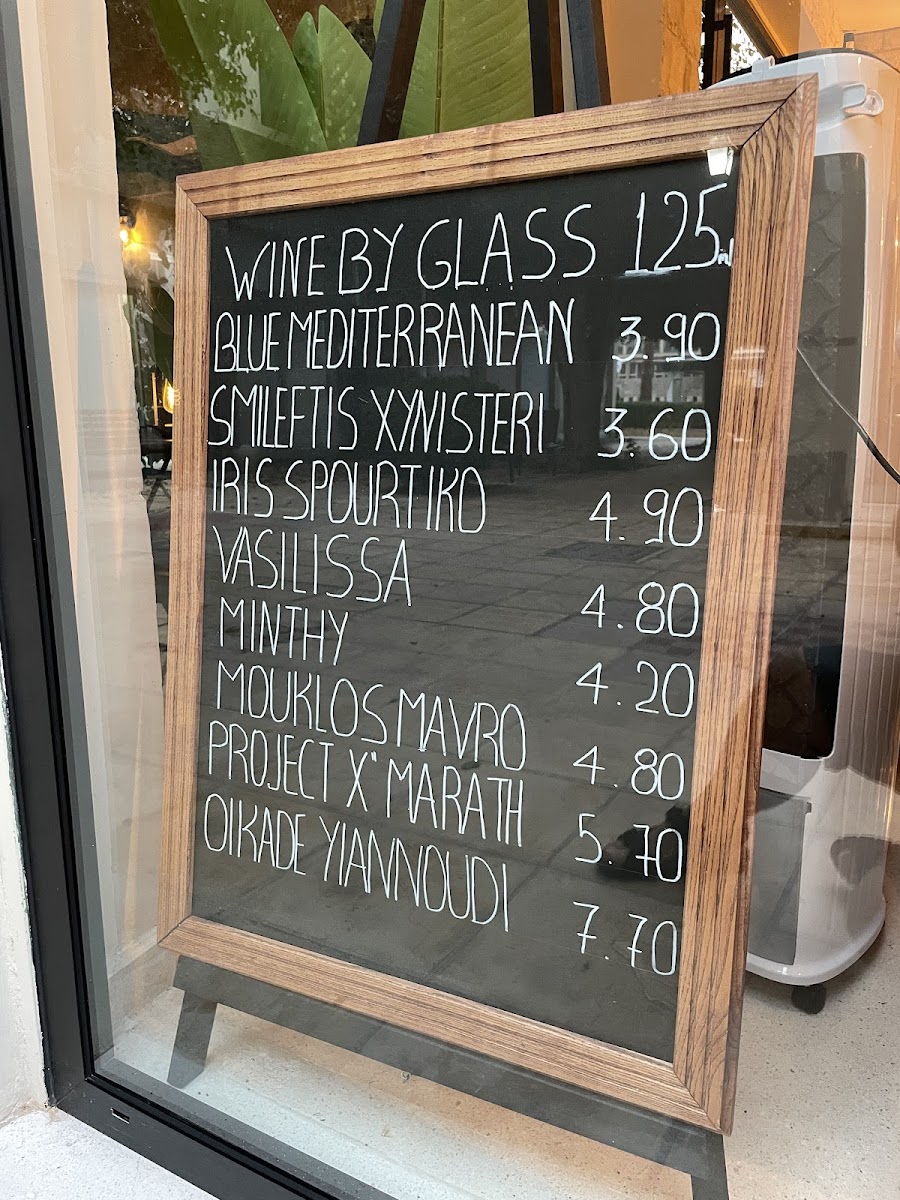 WINE BY GLASS 125ml
BLUE MEDITERRANEAN 3.90
SMILEFTIS XYNISTERI 3.60
IRIS SPOURTIKO 4.90
VASILISSA 4.80
MINTHY 4.20
MOUKLOS MAVRO 4.80
PROJECT X" MARATH 5.70
OIKADE YIANNOUDI 7.70